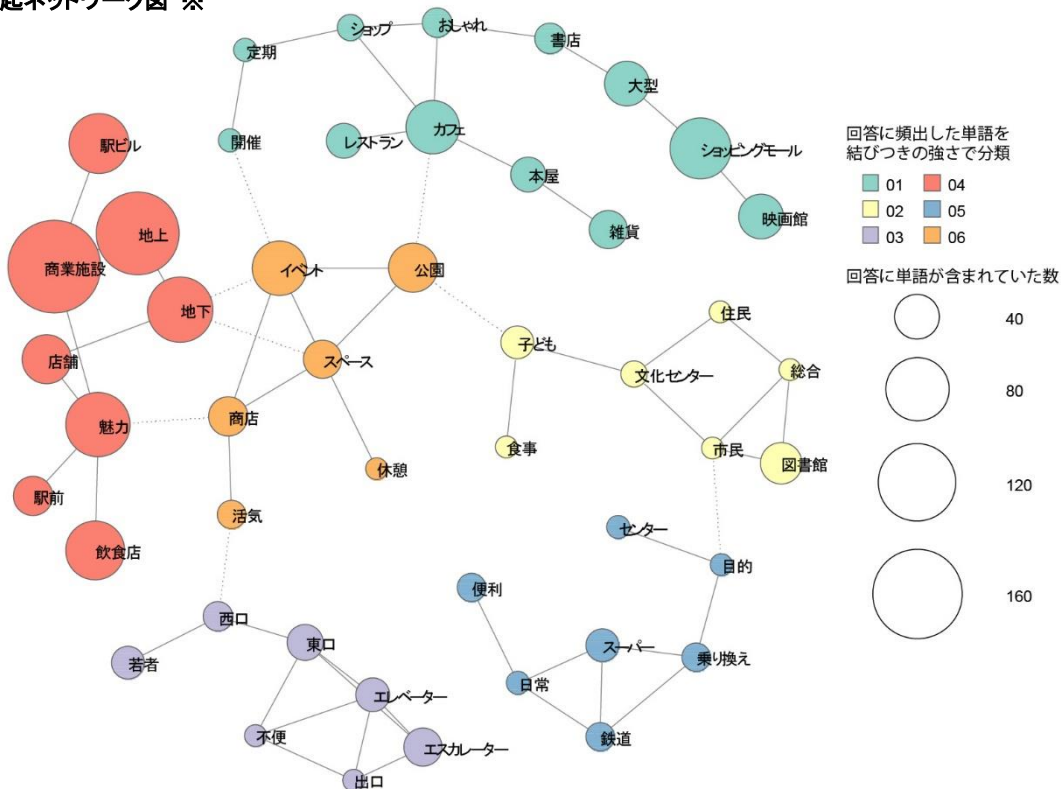 起ネットワーク図 ※
ショップ
おしゃれ
書店
定期
大型
開催
レストラン
カフェ
ショッピングモール
本屋
映画館
雑貨
駅ビル
地上
商業施設
地下
店舗
魅力
駅前
飲食店
イベント
公園
スペース
商店
休憩
活気
子ども
食事
文化センター
住民
総合
市民
図書館
センター
目的
便利
スーパー
乗り換え
日常
鉄道
西口
若者
東口
エレベーター
不便
エスカレーター
出口
回答に頻出した単語を
結びつきの強さで分類
01 04
02 05
03 06
回答に単語が含まれていた数
40
80
120
160